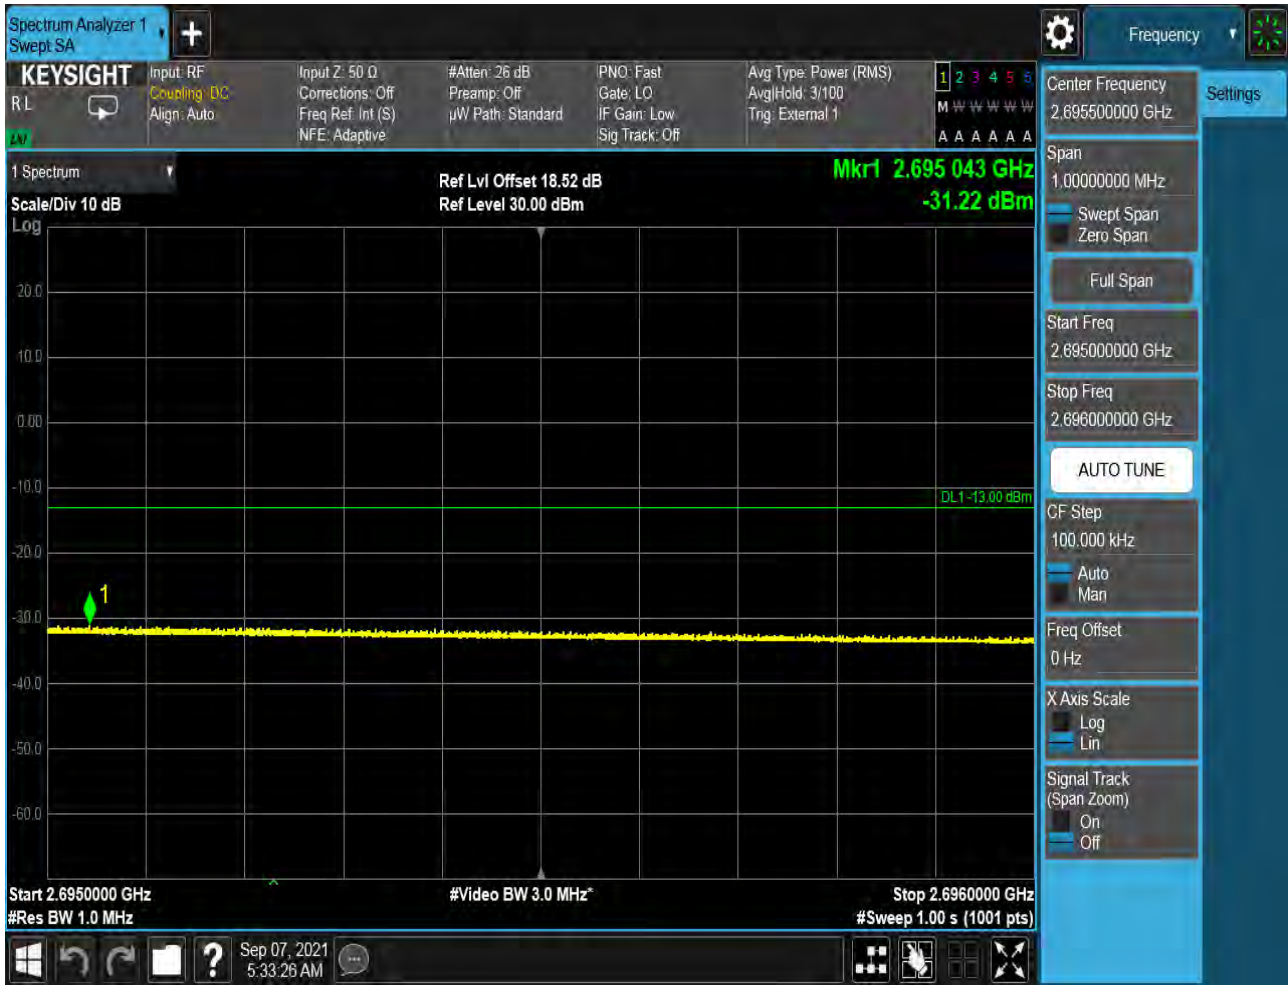 Spectrum Analyzer 1
Swept SA
Frequency
KEYSIGHT
R L
LXI
Input: RF
Coupling: DC
Align: Auto
Input Z: 50 Ω
Corrections: Off
Freq Ref: Int (S)
NFE: Adaptive
#Atten: 26 dB
Preamp: Off
µW Path: Standard
PNO: Fast
Gate: LO
IF Gain: Low
Sig Track: Off
Avg Type: Power (RMS)
Avg|Hold: 3/100
Trig: External 1
1 2 3 4 5 6
M W W W W W
A A A A A A
1 Spectrum
Scale/Div 10 dB
Log
Ref Lvl Offset 18.52 dB
Ref Level 30.00 dBm
Mkr1 2.695 043 GHz
-31.22 dBm
20.0
10.0
0.00
-10.0
DL1 -13.00 dBm
-20.0
1
-30.0
-40.0
-50.0
-60.0
Start 2.6950000 GHz
#Res BW 1.0 MHz
#Video BW 3.0 MHz*
Stop 2.6960000 GHz
#Sweep 1.00 s (1001 pts)
Sep 07, 2021
5:33:26 AM
Center Frequency
2.695500000 GHz
Settings
Span
1.00000000 MHz
Swept Span
Zero Span
Full Span
Start Freq
2.695000000 GHz
Stop Freq
2.696000000 GHz
AUTO TUNE
CF Step
100.000 kHz
Auto
Man
Freq Offset
0 Hz
X Axis Scale
Log
Lin
Signal Track
(Span Zoom)
On
Off